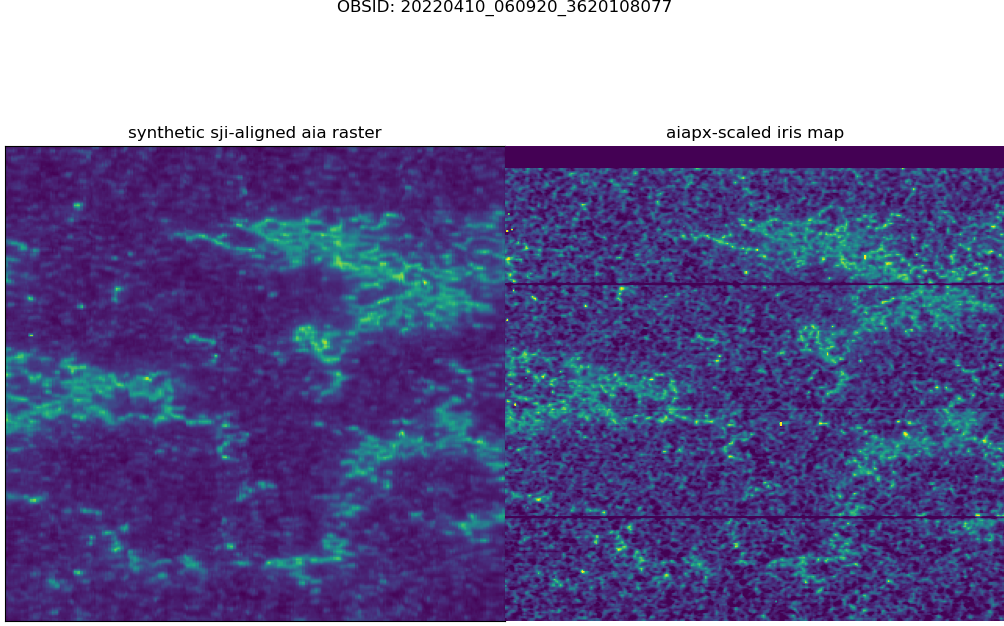 OBSID: 20220410_060920_3620108077
synthetic sji-aligned aia raster
aiapx-scaled iris map